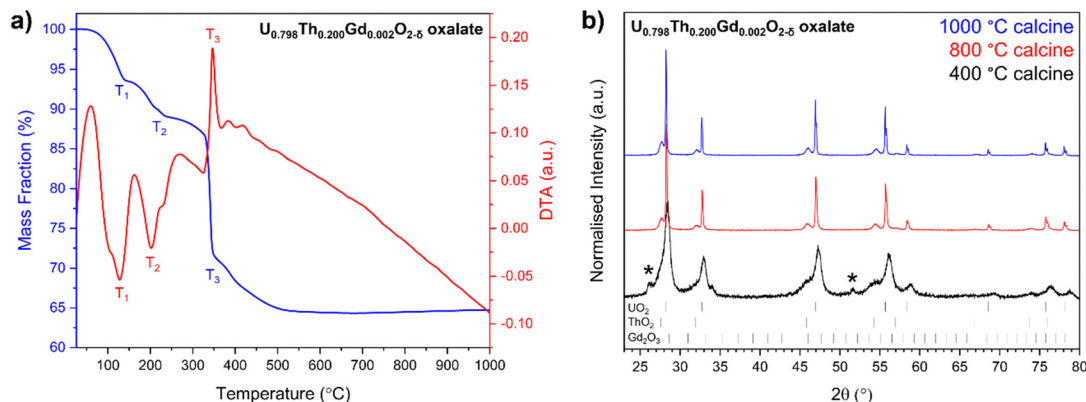 a)
U0.798Th0.200Gd0.002O2-δ oxalate
100
95
90
85
80
75
70
65
60
Mass Fraction (%)
T1
T2
T3
T3
T1
T2
0.20
0.15
0.10
0.05
0.00
-0.05
-0.10
DTA (a.u.)
100 200 300 400 500 600 700 800 900 1000
Temperature (°C)
b)
U0.798Th0.200Gd0.002O2-δ oxalate
1000 °C calcine
800 °C calcine
400 °C calcine
Normalised Intensity (a.u.)
*
*
UO2
ThO2
Gd2O3
25 30 35 40 45 50 55 60 65 70 75 80
2θ (°)